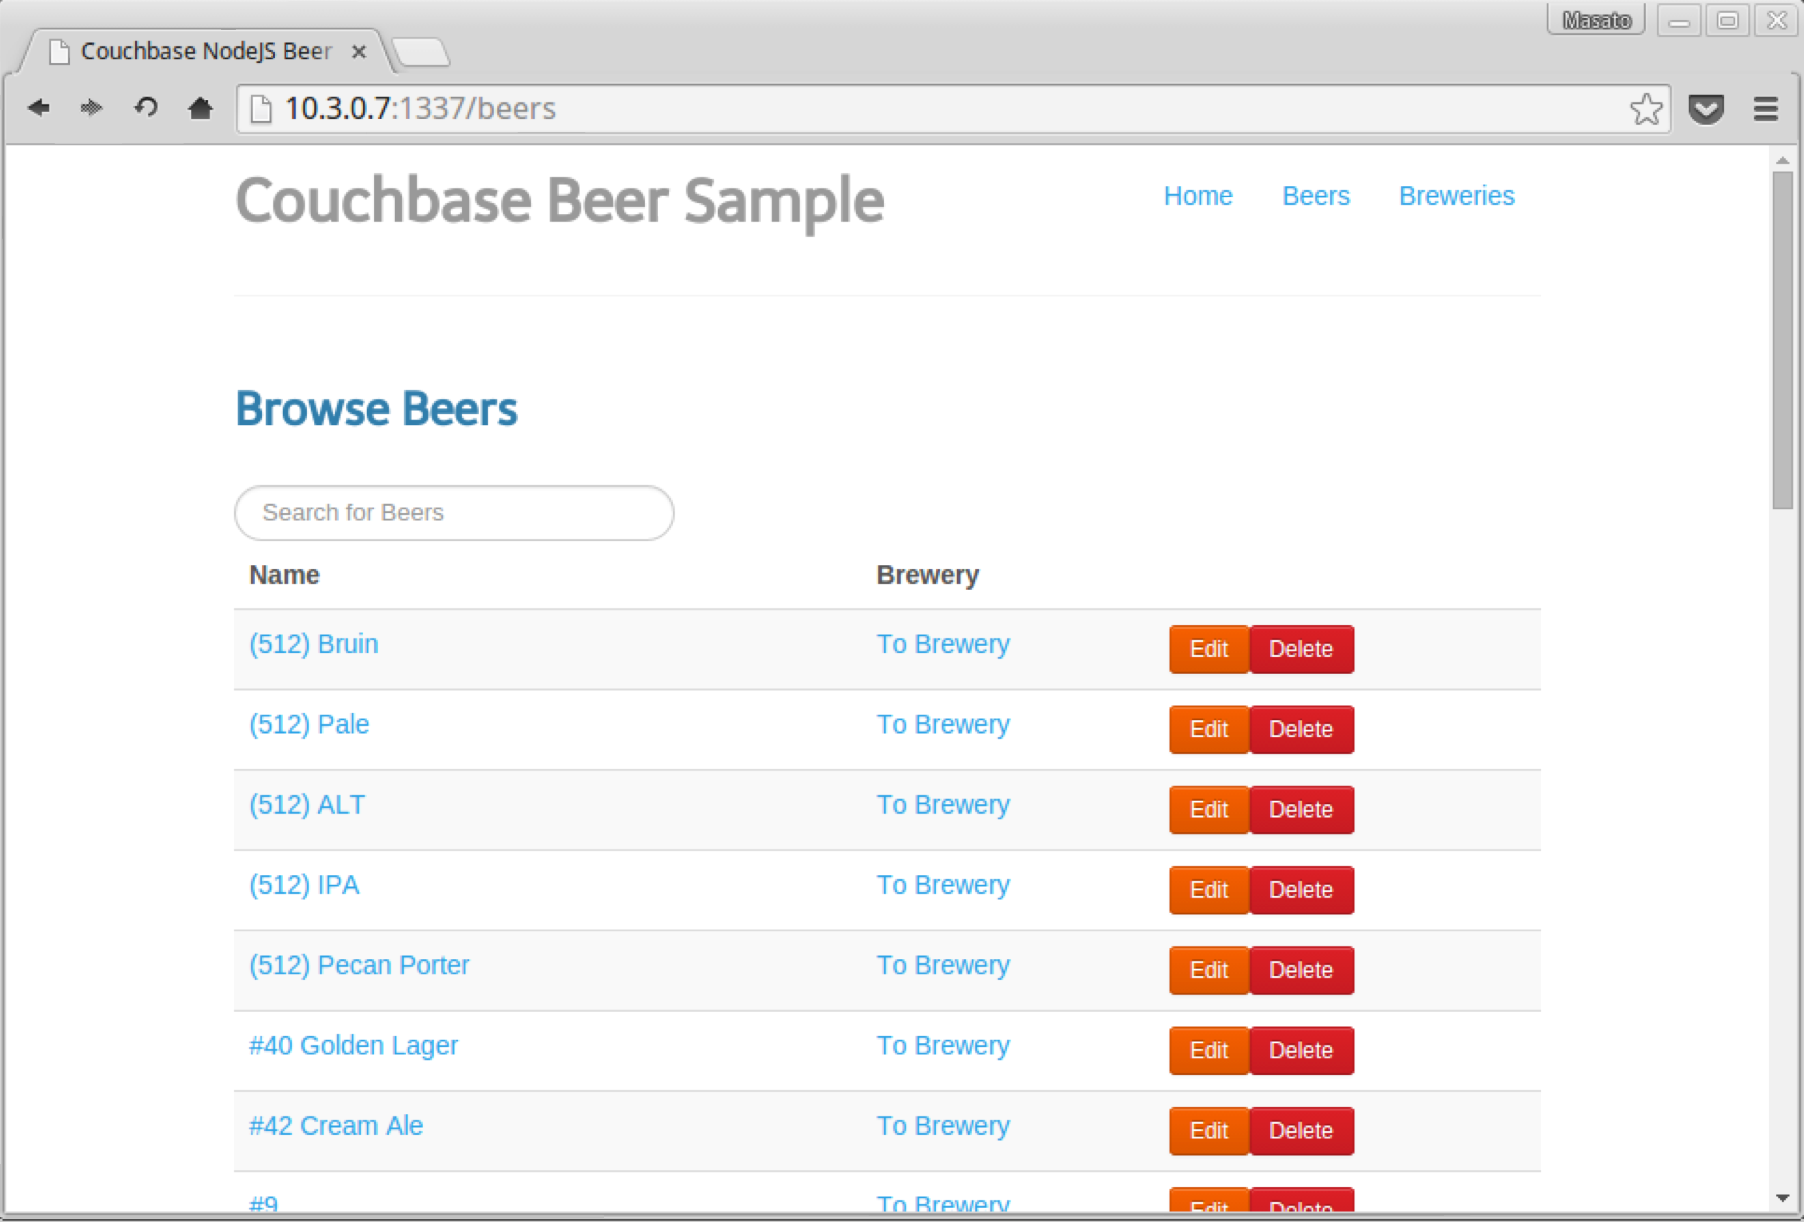 Masato
Couchbase NodeJS Beer
10.3.0.7:1337/beers
Couchbase Beer Sample Home Beers Breweries
Browse Beers
Search for Beers
Name Brewery
(512) Bruin To Brewery Edit Delete
(512) Pale To Brewery Edit Delete
(512) ALT To Brewery Edit Delete
(512) IPA To Brewery Edit Delete
(512) Pecan Porter To Brewery Edit Delete
#40 Golden Lager To Brewery Edit Delete
#42 Cream Ale To Brewery Edit Delete
#9 To Brewery Edit Delete